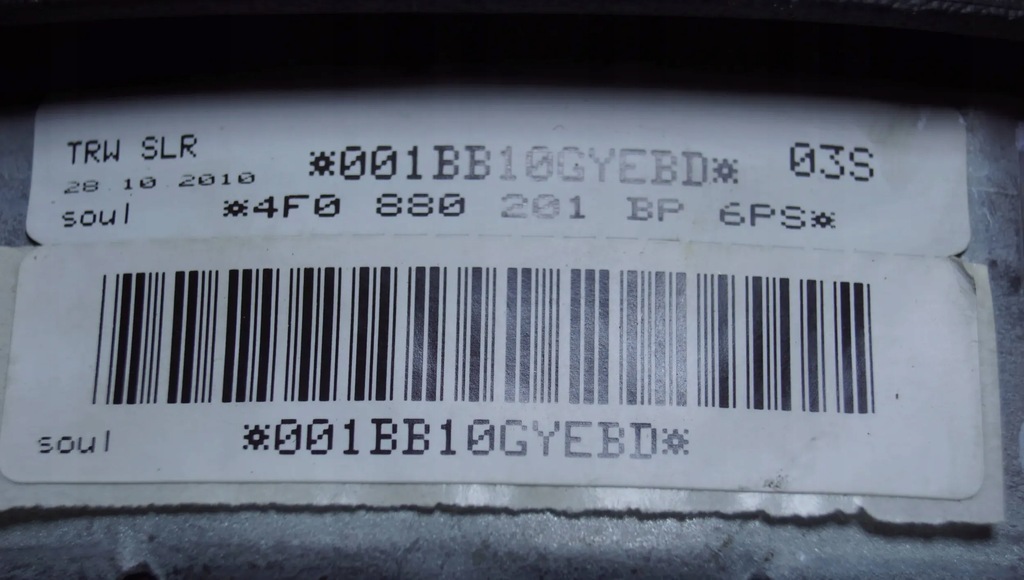 TRW SLR *001BB10GYEBD* 03S
28.10.2010
soul *4F0 880 201 BP 6PS*
soul *001BB10GYEBD*